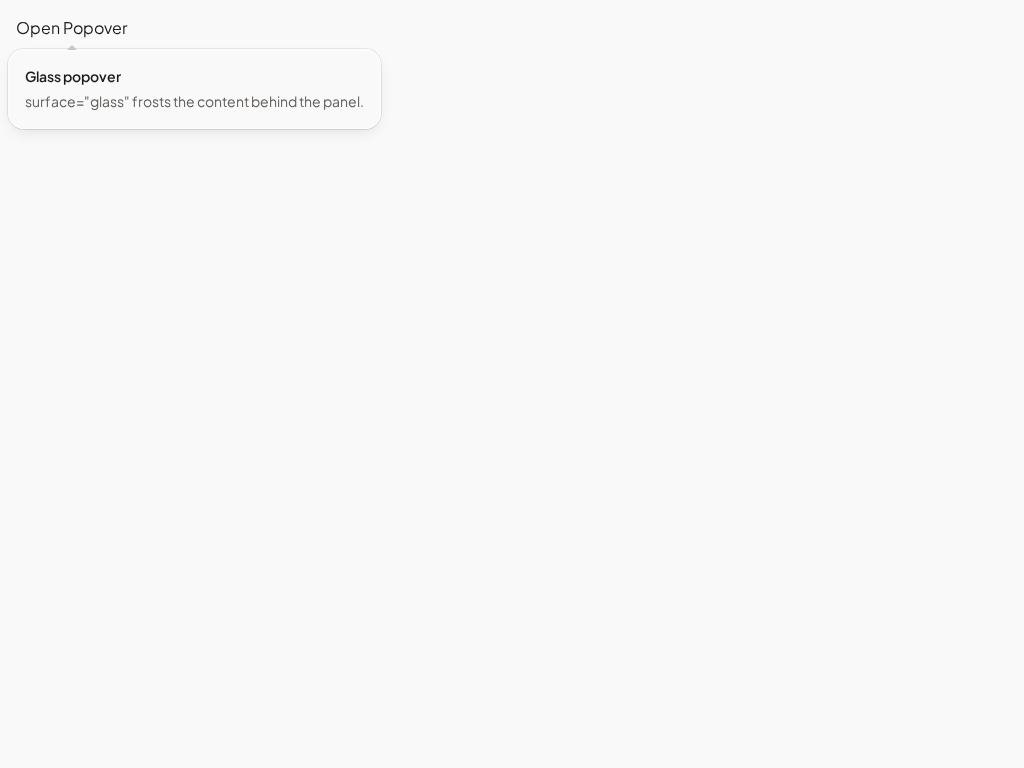 Open Popover
Glass popover
surface="glass" frosts the content behind the panel.